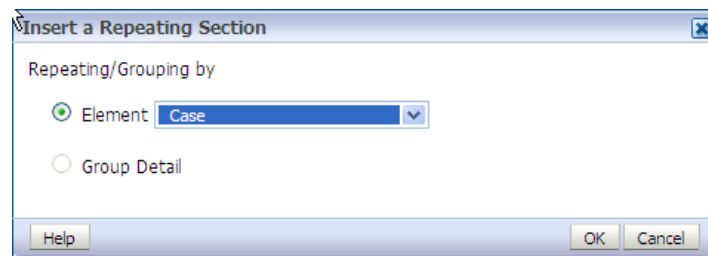 Insert a Repeating Section
Repeating/Grouping by
Element Case
Group Detail
Help OK Cancel